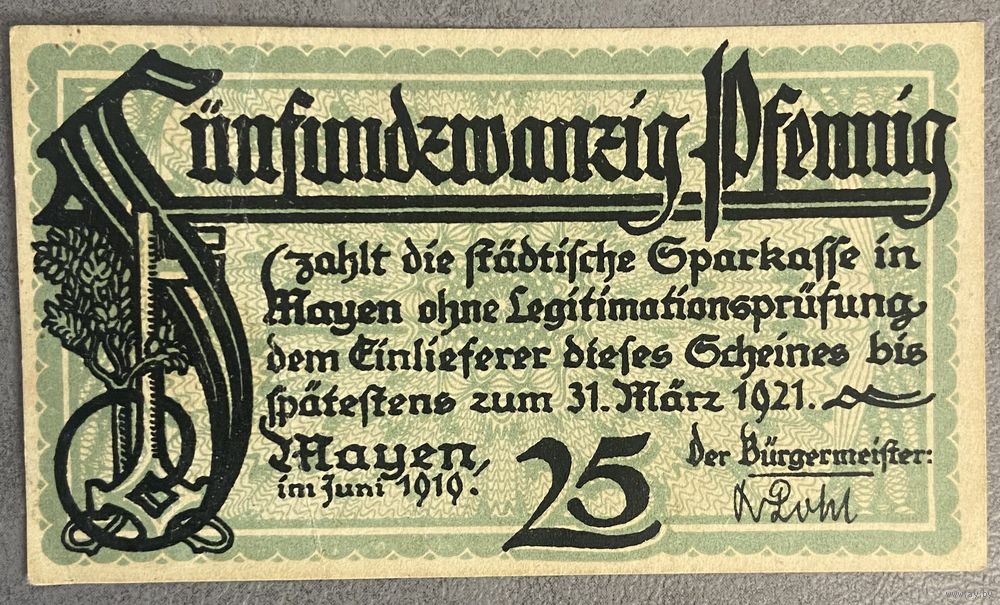 Fünfundzwanzig Pfennig
zahlt die städtische Sparkasse in
Mayen ohne Legitimationsprüfung
dem Einlieferer dieses Scheines bis
spätestens zum 31. März 1921.
Mayen,
im Juni 1919.
25
Der Bürgermeister: